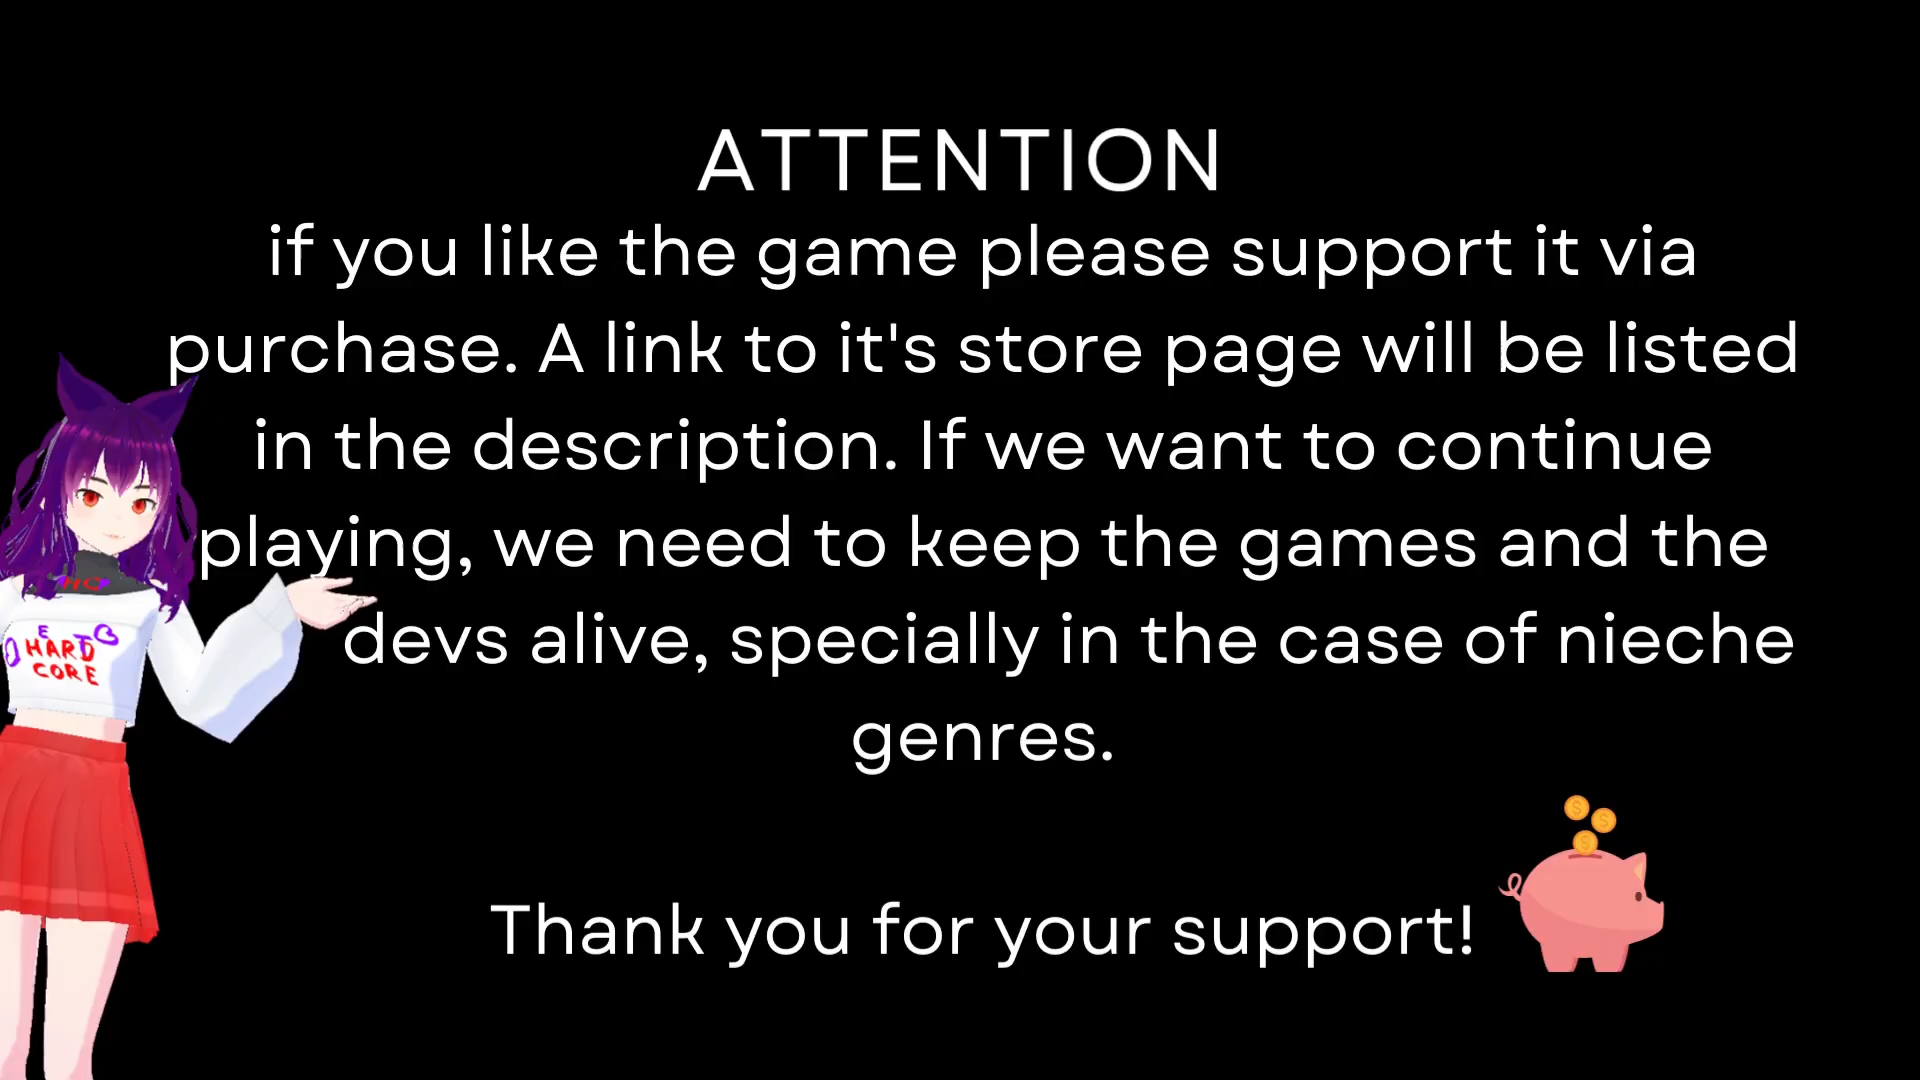 ATTENTION
if you like the game please support it via
purchase. A link to it's store page will be listed
in the description. If we want to continue
playing, we need to keep the games and the
devs alive, specially in the case of nieche
genres.
Thank you for your support!
HC
HARD
CORE